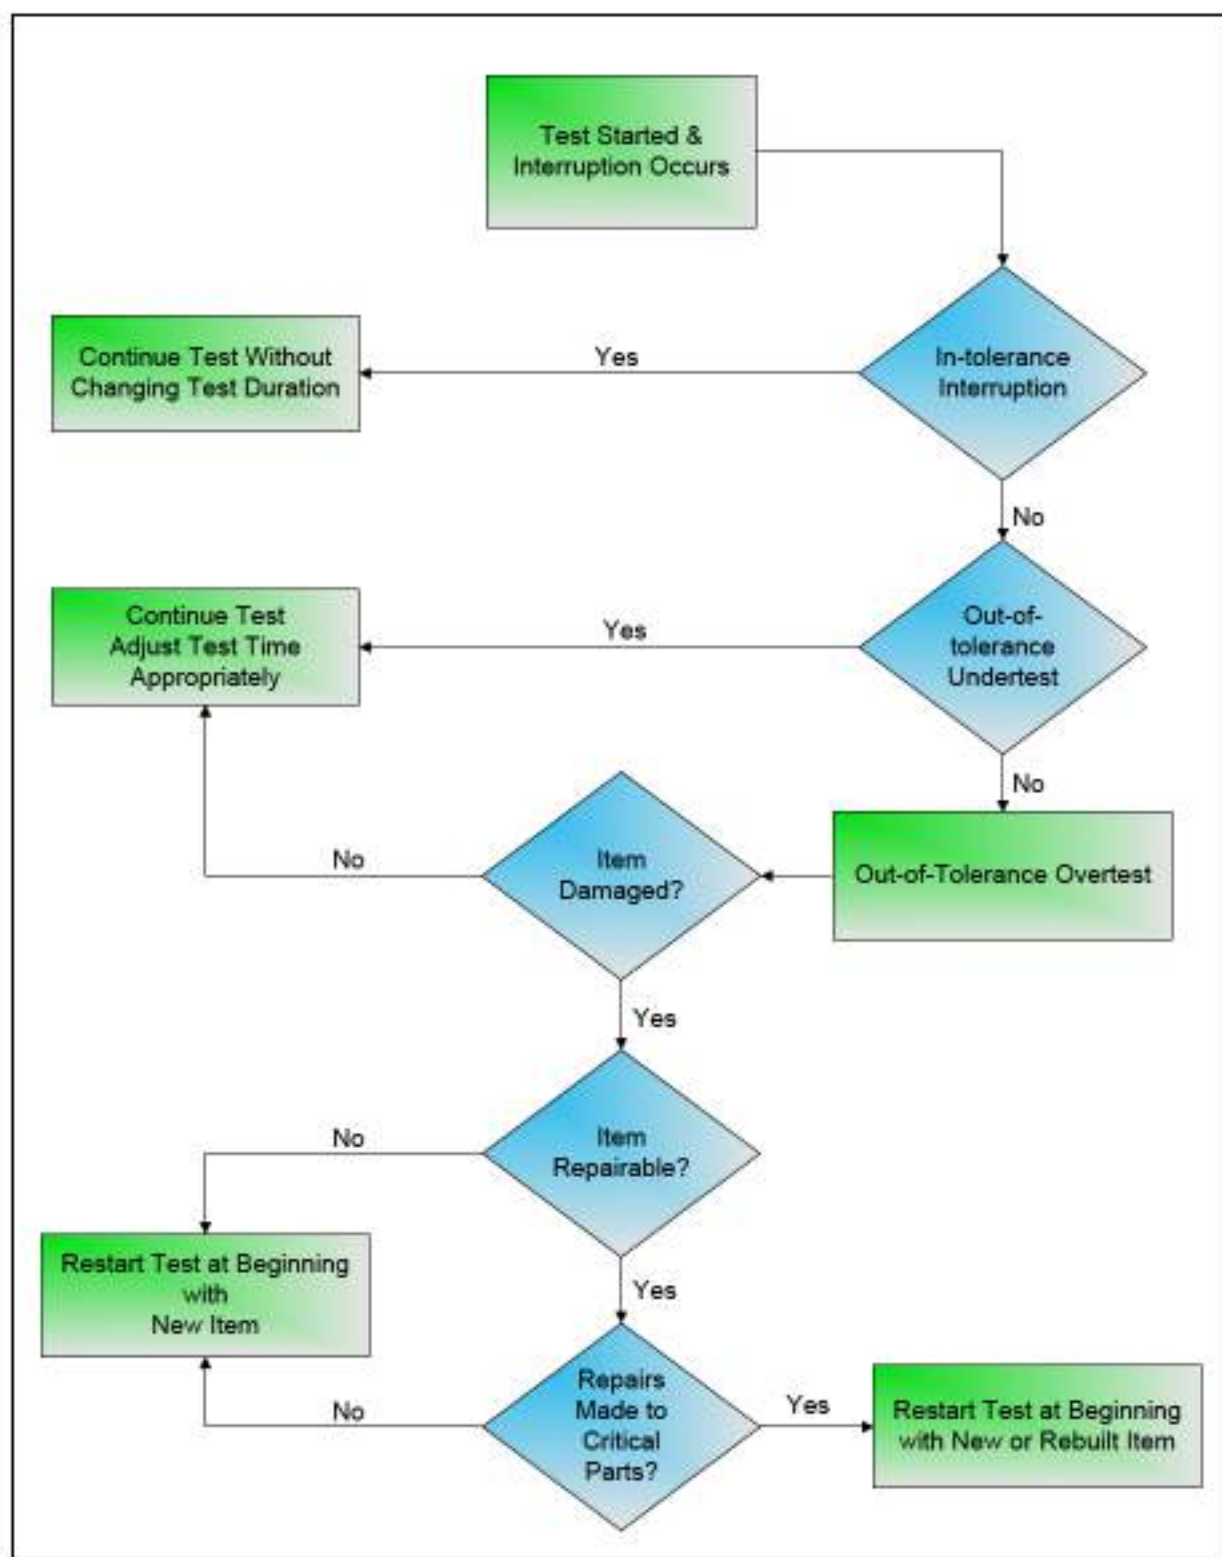 Test Started &
Interruption Occurs
In-tolerance
Interruption
Yes
Continue Test Without
Changing Test Duration
No
Out-of-
tolerance
Undertest
Yes
Continue Test
Adjust Test Time
Appropriately
No
Out-of-Tolerance Overtest
Item
Damaged?
No
Yes
Item
Repairable?
No
Restart Test at Beginning
with
New Item
Yes
Repairs
Made to
Critical
Parts?
No
Yes
Restart Test at Beginning
with New or Rebuilt Item